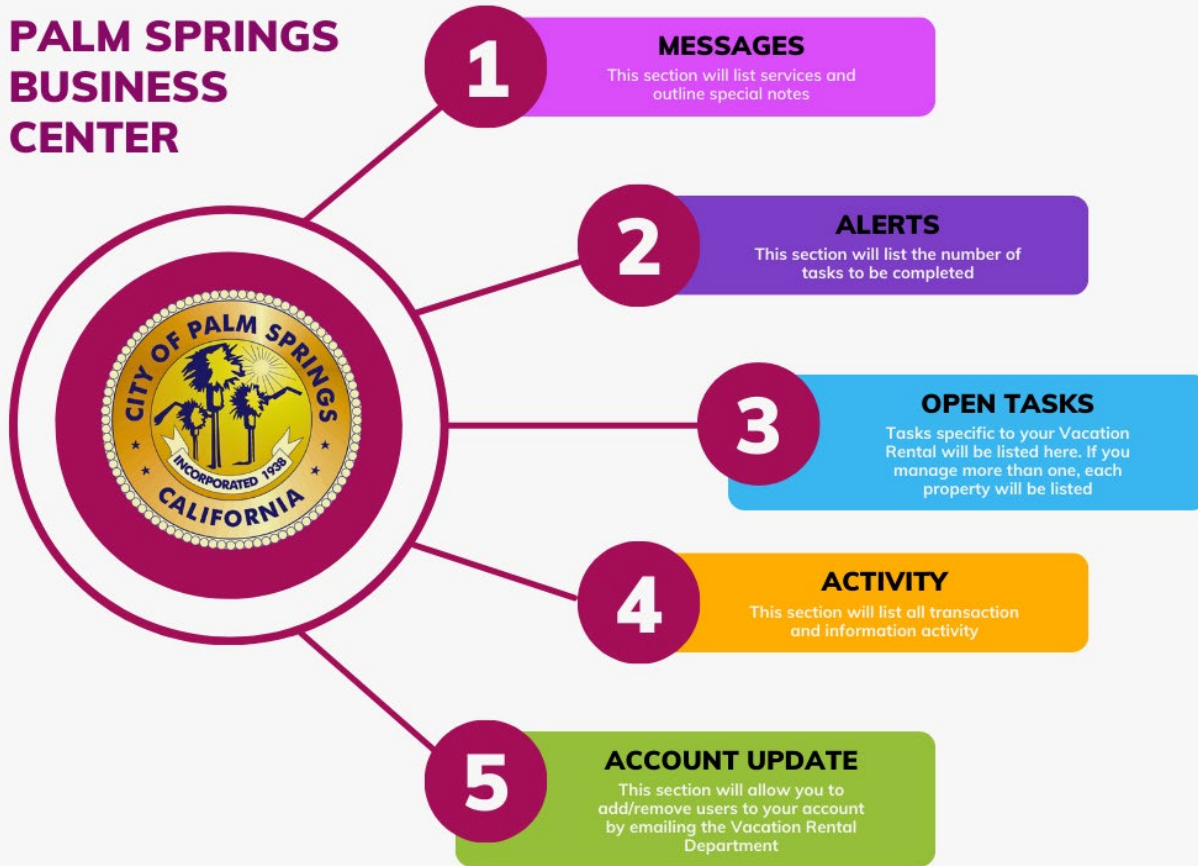 PALM SPRINGS
BUSINESS
CENTER
1
MESSAGES
This section will list services and
outline special notes
2
ALERTS
This section will list the number of
tasks to be completed
CITY OF PALM SPRINGS
INCORPORATED 1938
CALIFORNIA
3
OPEN TASKS
Tasks specific to your Vacation
Rental will be listed here. If you
manage more than one, each
property will be listed
4
ACTIVITY
This section will list all transaction
and information activity
5
ACCOUNT UPDATE
This section will allow you to
add/remove users to your account
by emailing the Vacation Rental
Department